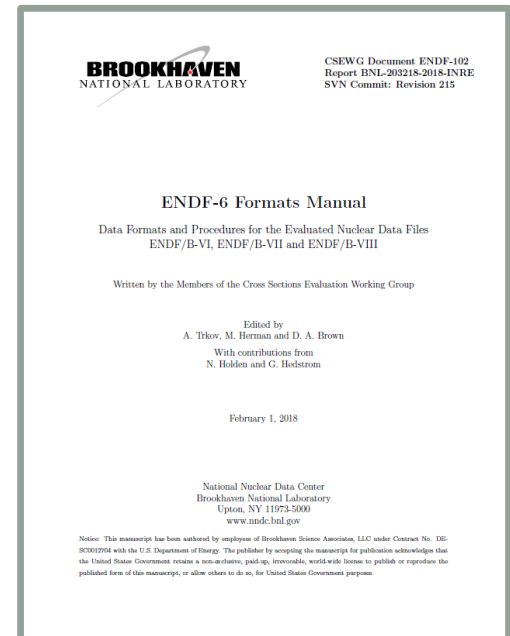 BROOKHAVEN
NATIONAL LABORATORY
CSEWG Document ENDF-102
Report BNL-203218-2018-INRE
SVN Commit: Revision 215
ENDF-6 Formats Manual
Data Formats and Procedures for the Evaluated Nuclear Data Files
ENDF/B-VI, ENDF/B-VII and ENDF/B-VIII
Written by the Members of the Cross Sections Evaluation Working Group
Edited by
A. Trkov, M. Herman and D. A. Brown
With contributions from
N. Holden and G. Hedstrom
February 1, 2018
National Nuclear Data Center
Brookhaven National Laboratory
Upton, NY 11973-5000
www.nndc.bnl.gov
Notice: This manuscript has been authored by employees of Brookhaven Science Associates, LLC under Contract No. DE-
SC0012704 with the U.S. Department of Energy. The publisher by accepting the manuscript for publication acknowledges that
the United States Government retains a non-exclusive, paid-up, irrevocable, world-wide license to publish or reproduce the
published form of this manuscript, or allow others to do so, for United States Government purposes.